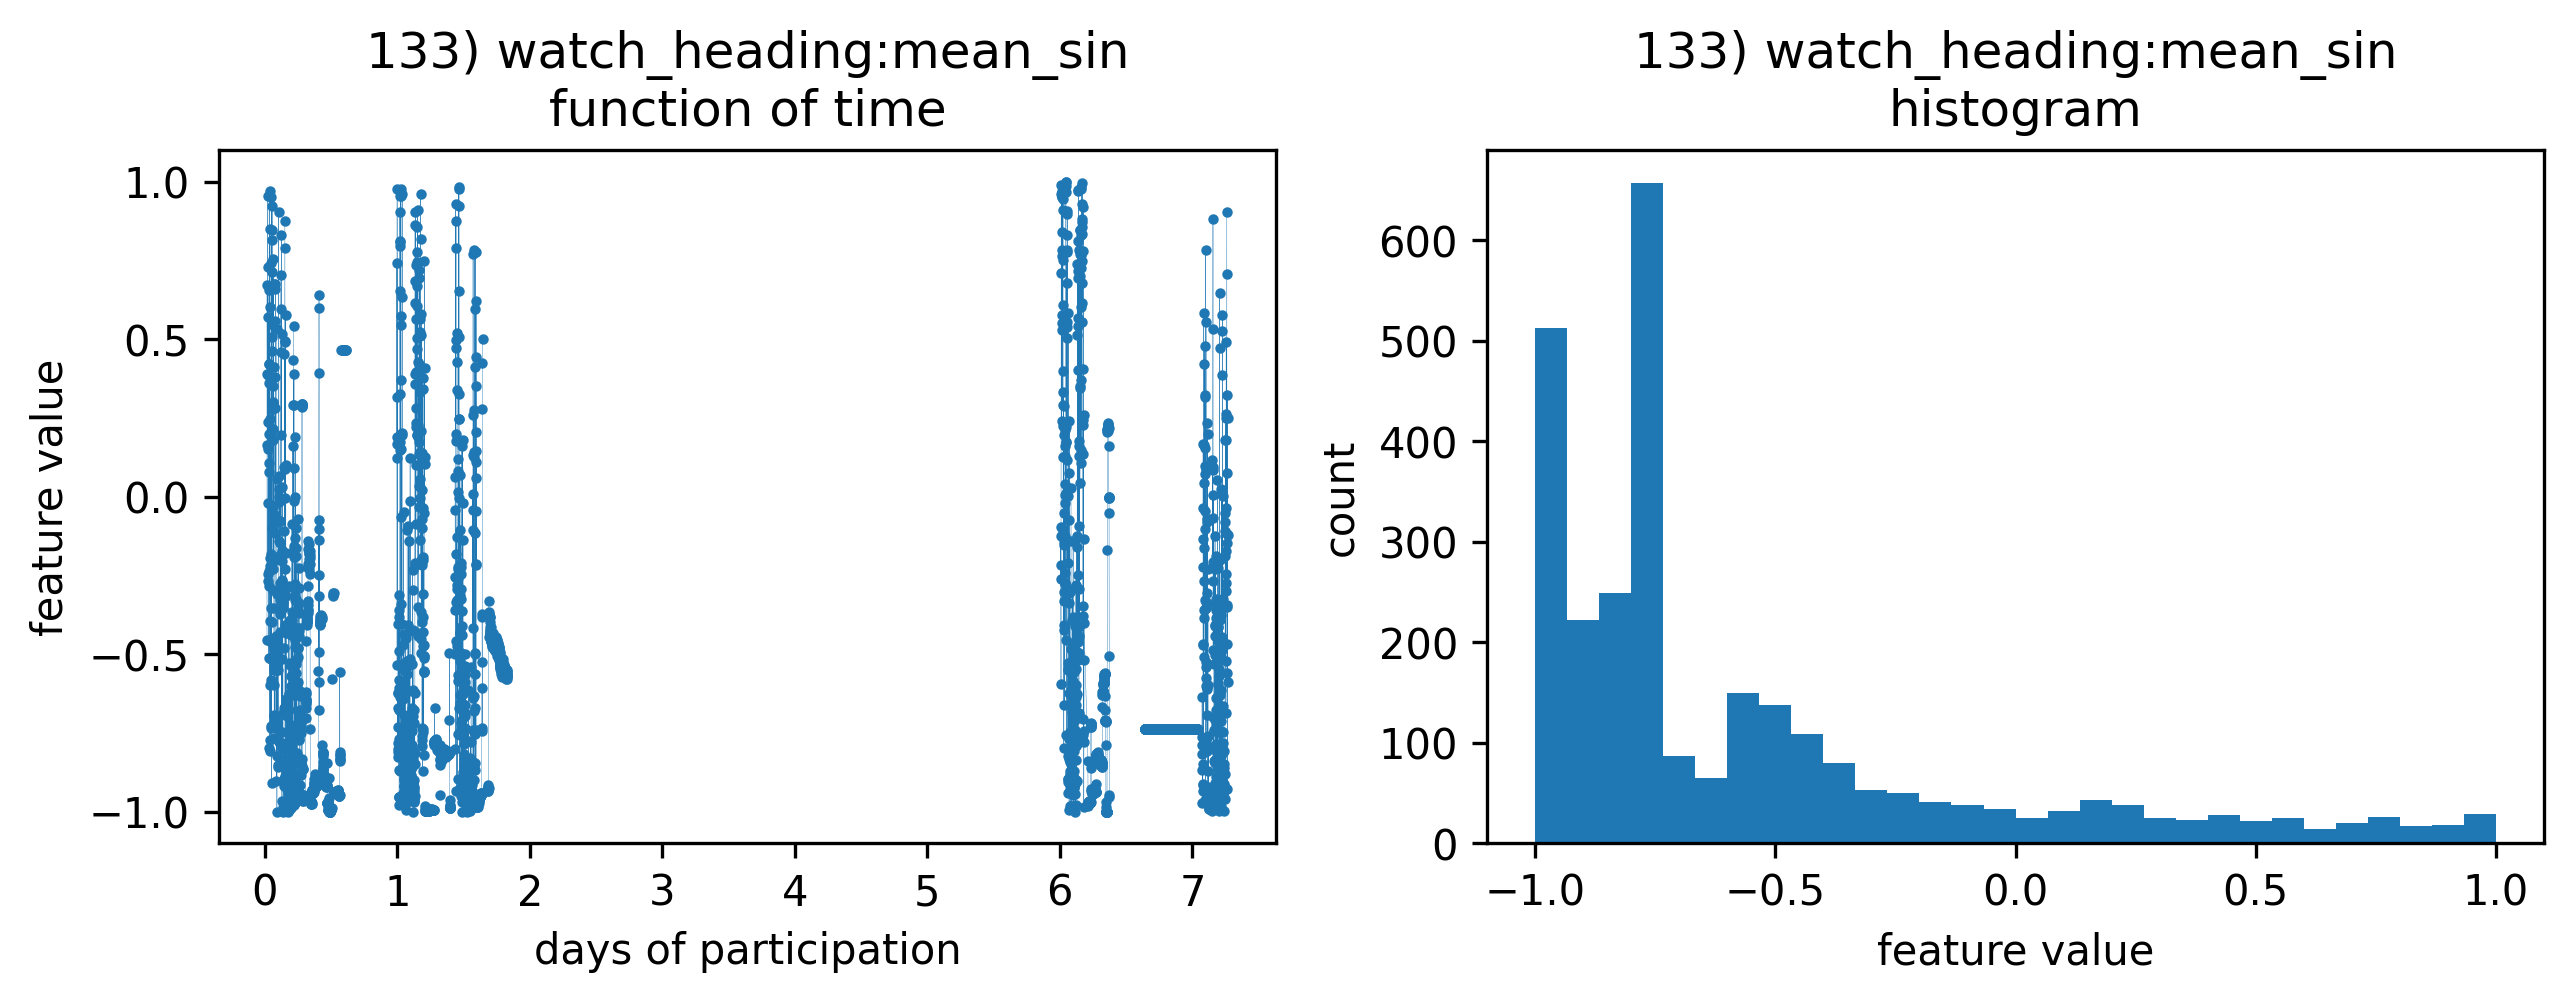 133) watch_heading:mean_sin
function of time
1.0
0.5
0.0
−0.5
−1.0
feature value
0 1 2 3 4 5 6 7
days of participation
133) watch_heading:mean_sin
histogram
600
500
400
300
200
100
0
count
−1.0 −0.5 0.0 0.5 1.0
feature value